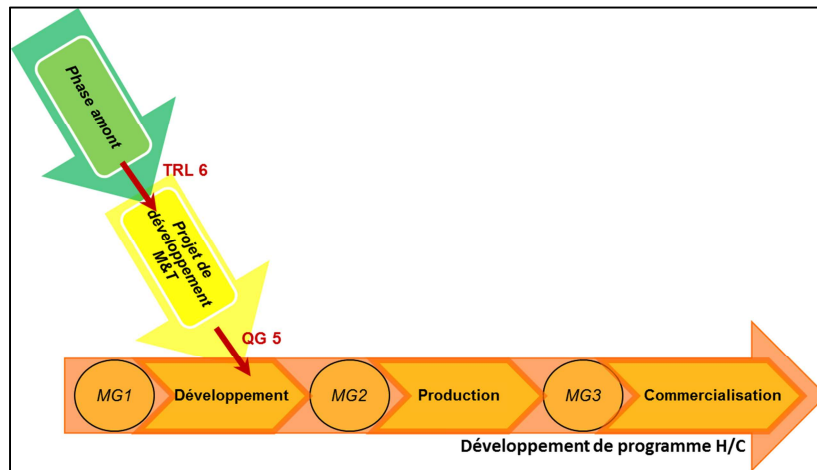 Phase amont
TRL 6
Projet de
développement
M&T
QG 5
MG1
Développement
MG2
Production
MG3
Commercialisation
Développement de programme H/C